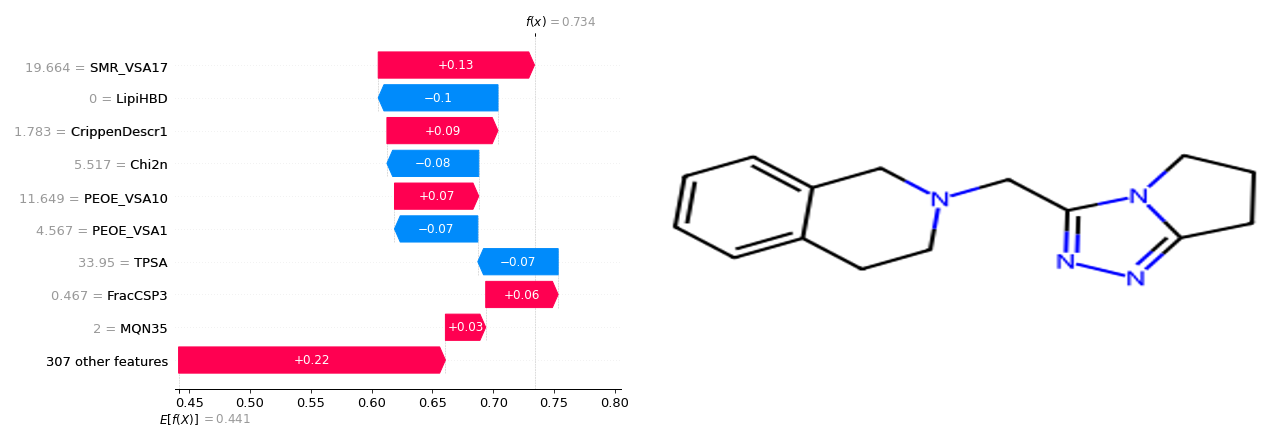 f(x) = 0.734
19.664 = SMR_VSA17
+0.13
0 = LipiHBD
−0.1
1.783 = CrippenDescr1
+0.09
5.517 = Chi2n
−0.08
11.649 = PEOE_VSA10
+0.07
4.567 = PEOE_VSA1
−0.07
33.95 = TPSA
−0.07
0.467 = FracCSP3
+0.06
2 = MQN35
+0.03
307 other features
+0.22
0.45 0.50 0.55 0.60 0.65 0.70 0.75 0.80
E[f(X)] = 0.441
N
N
N
N